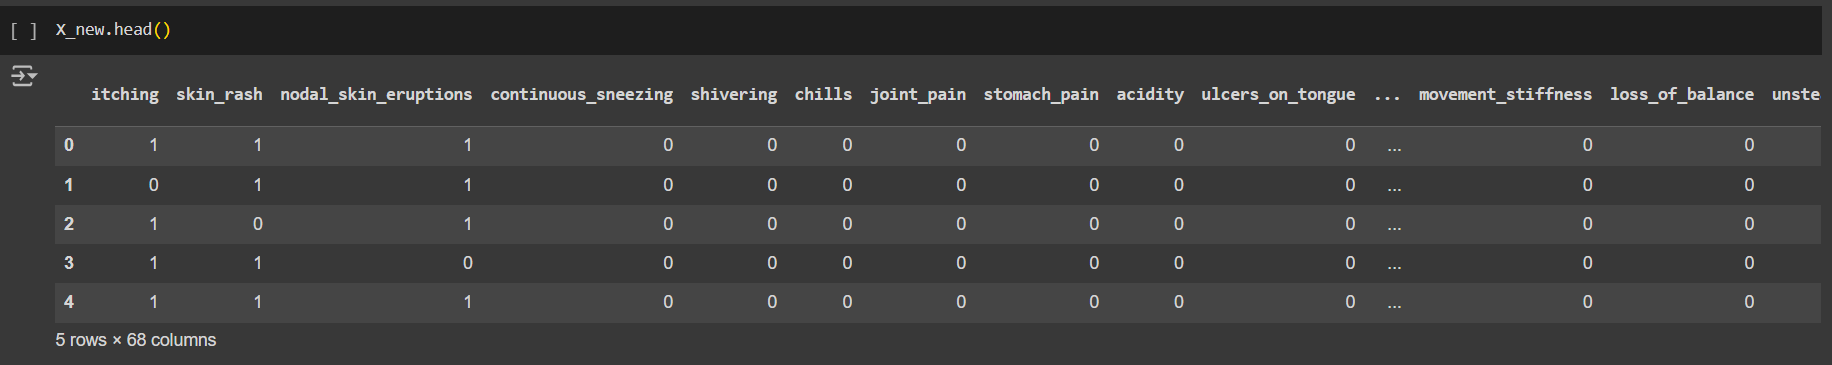 [ ] X_new.head()
itching skin_rash nodal_skin_eruptions continuous_sneezing shivering chills joint_pain stomach_pain acidity ulcers_on_tongue ... movement_stiffness loss_of_balance unste
0 1 1 1 0 0 0 0 0 0 0 ... 0 0
1 0 1 1 0 0 0 0 0 0 0 ... 0 0
2 1 0 1 0 0 0 0 0 0 0 ... 0 0
3 1 1 0 0 0 0 0 0 0 0 ... 0 0
4 1 1 1 0 0 0 0 0 0 0 ... 0 0
5 rows × 68 columns